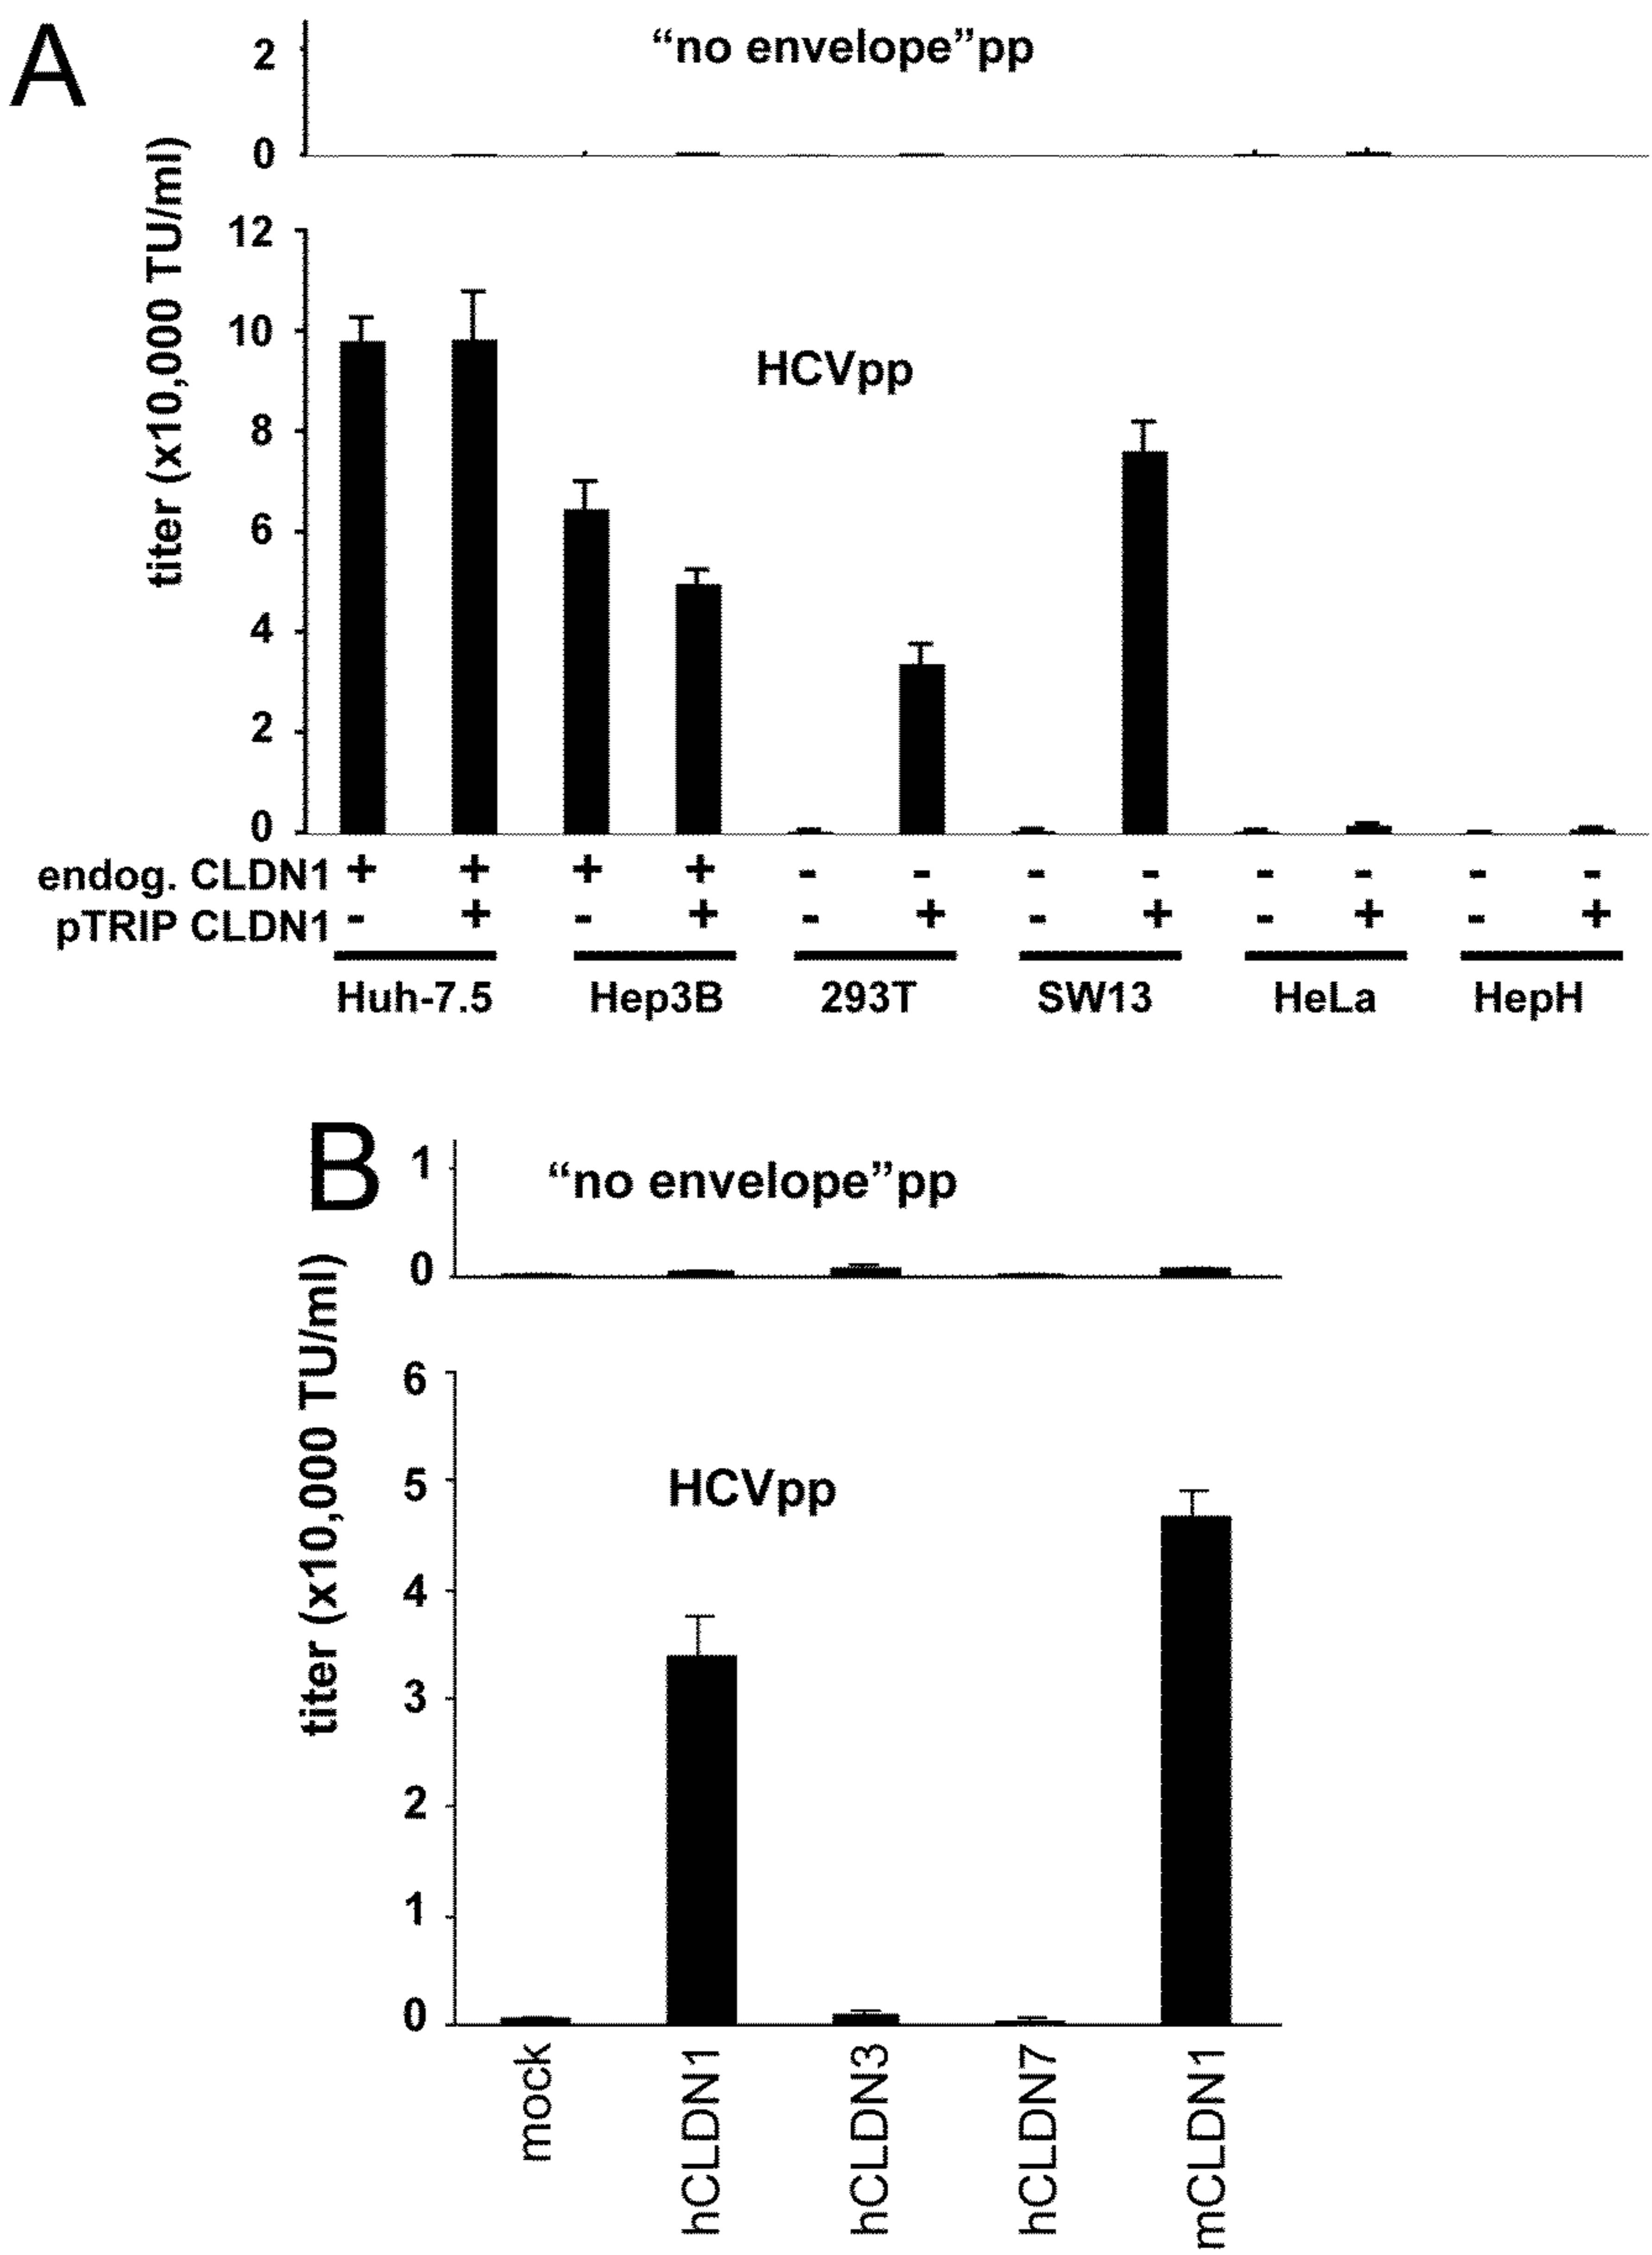 A
“no envelope”pp
2
0
titer (x10,000 TU/ml)
12
10
8
6
4
2
0
HCVpp
endog. CLDN1 + + + + - - - - - - - -
pTRIP CLDN1 - + - + - + - + - + - +
Huh-7.5 Hep3B 293T SW13 HeLa HepH
B
“no envelope”pp
1
0
titer (x10,000 TU/ml)
6
5
4
3
2
1
0
HCVpp
mock
hCLDN1
hCLDN3
hCLDN7
mCLDN1